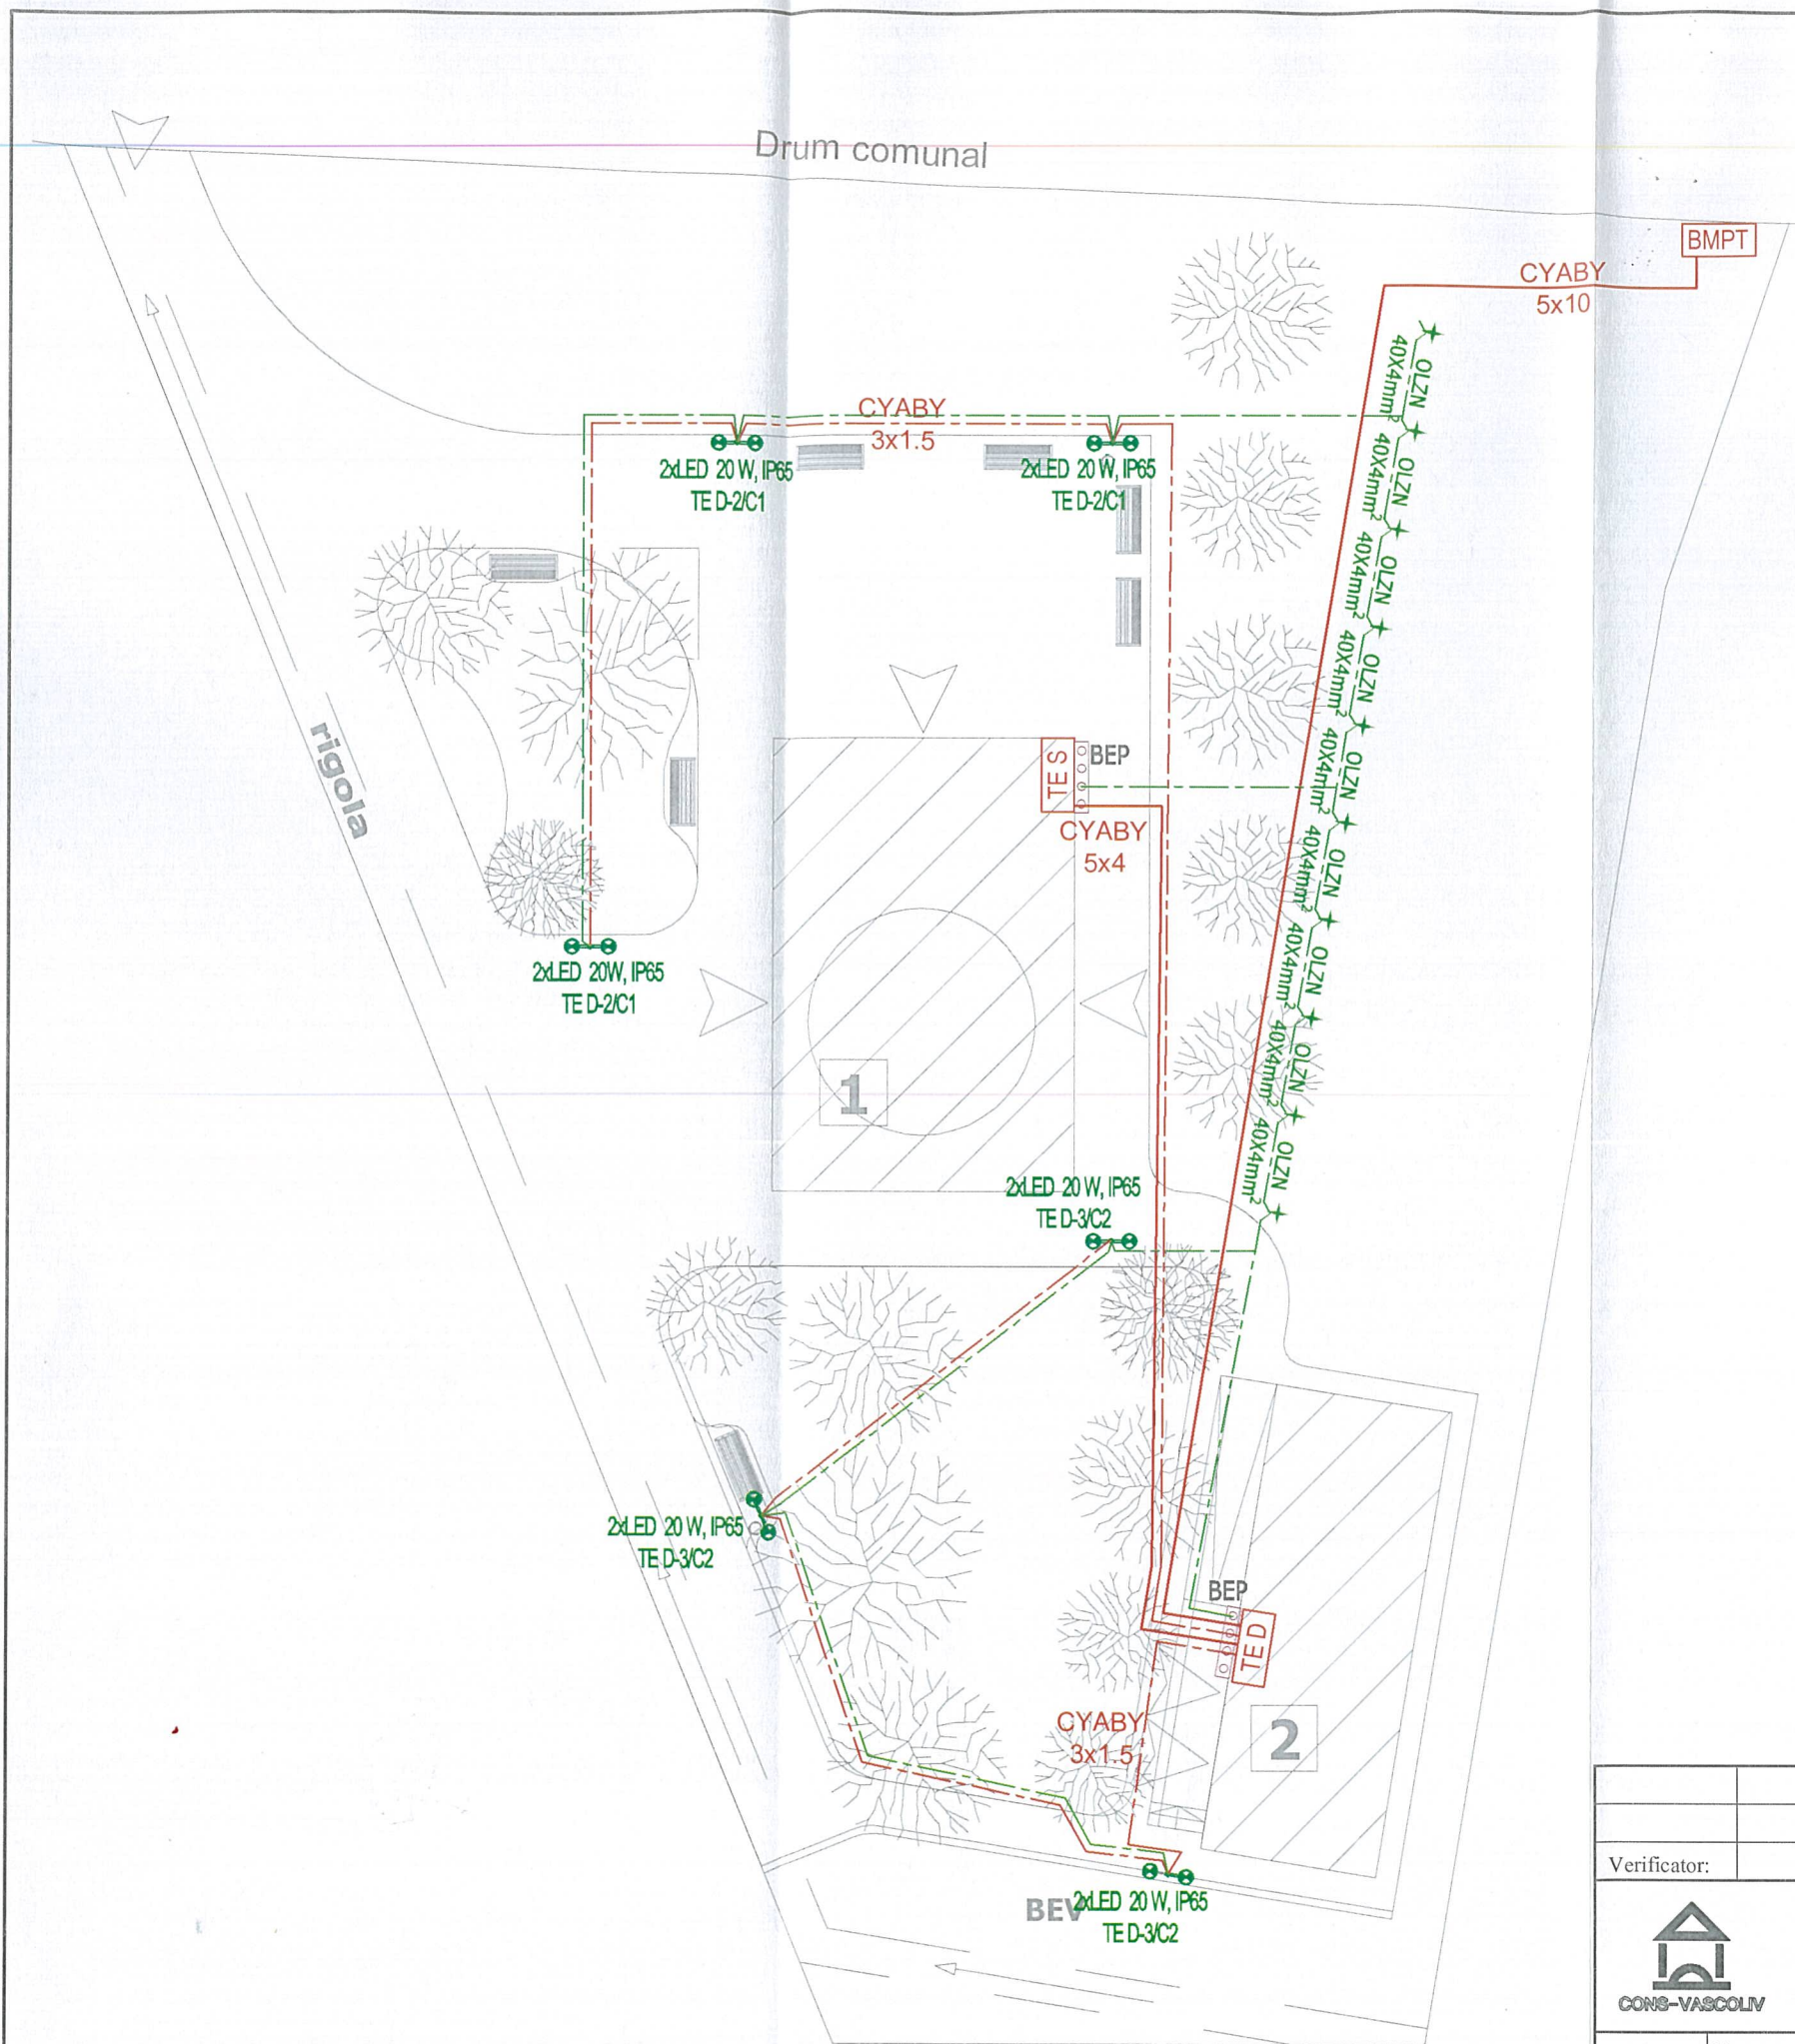 Drum comunal
BMPT
CYABY
5x10
OLZN
40X4mm²
OLZN
40X4mm²
OLZN
40X4mm²
OLZN
40X4mm²
OLZN
40X4mm²
OLZN
40X4mm²
OLZN
40X4mm²
OLZN
40X4mm²
OLZN
40X4mm²
CYABY
3x1.5
2xLED 20 W, IP65
TE D-2/C1
2xLED 20 W, IP65
TE D-2/C1
rigola
TE S
BEP
CYABY
5x4
2xLED 20W, IP65
TE D-2/C1
1
2xLED 20 W, IP65
TE D-3/C2
2xLED 20 W, IP65
TE D-3/C2
BEP
TE D
CYABY
3x1.5
2
BEV
2xLED 20 W, IP65
TE D-3/C2
Verificator:
CONS-VASCOLIV